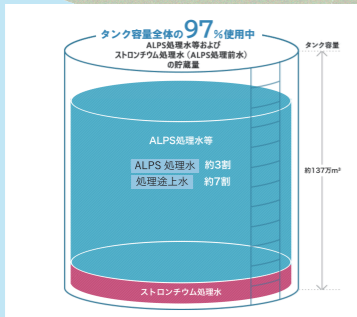 タンク容量全体の97%使用中
ALPS処理水等および
ストロンチウム処理水(ALPS処理前水)
の貯蔵量
タンク容量
ALPS処理水等
ALPS 処理水 約3割
処理途上水 約7割
約137万m³
ストロンチウム処理水